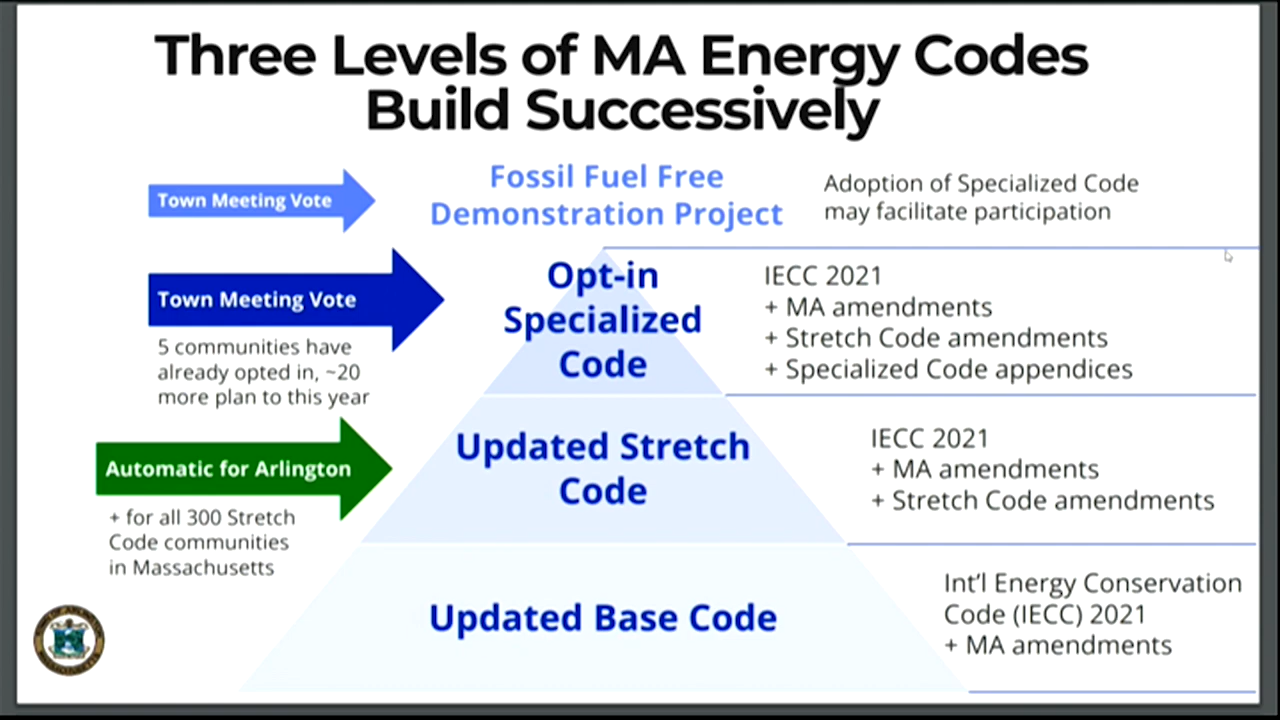 Three Levels of MA Energy Codes
Build Successively
Town Meeting Vote
Fossil Fuel Free
Demonstration Project
Adoption of Specialized Code
may facilitate participation
Town Meeting Vote
5 communities have
already opted in, ~20
more plan to this year
Opt-in
Specialized
Code
IECC 2021
+ MA amendments
+ Stretch Code amendments
+ Specialized Code appendices
Automatic for Arlington
+ for all 300 Stretch
Code communities
in Massachusetts
Updated Stretch
Code
IECC 2021
+ MA amendments
+ Stretch Code amendments
Updated Base Code
Int'l Energy Conservation
Code (IECC) 2021
+ MA amendments